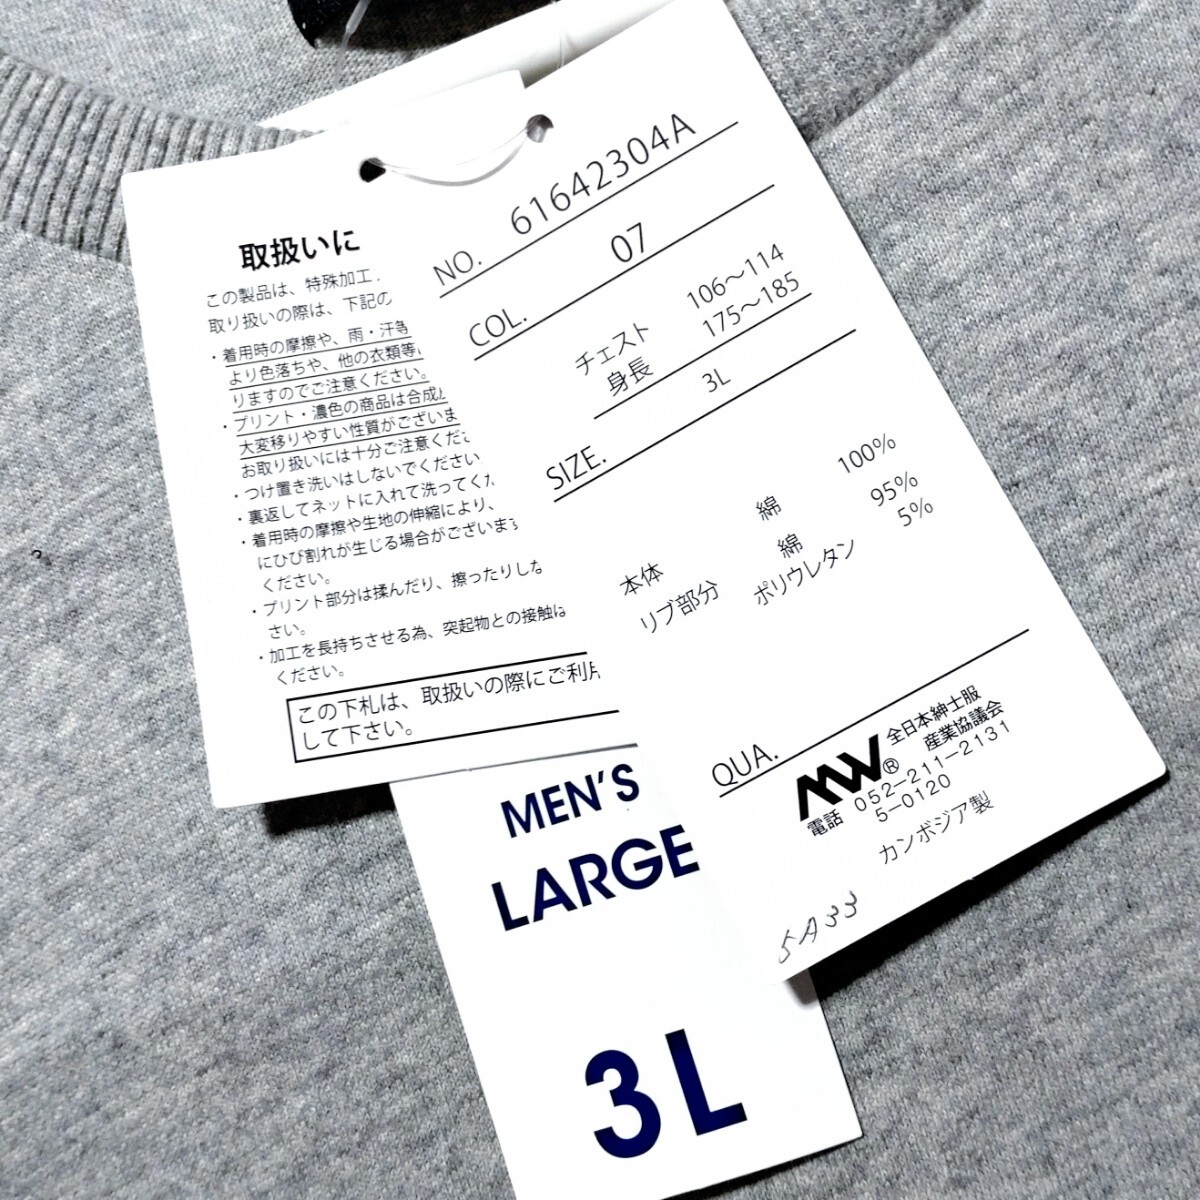 取扱いに
この製品は、特殊加工
取り扱いの際は、下記の
・着用時の摩擦や、雨・汗等
より色落ちや、他の衣類等
りますのでご注意ください。
・プリント・濃色の商品は合成
大変移りやすい性質がございま
お取り扱いには十分ご注意くだ
・つけ置き洗いはしないでください
・裏返してネットに入れて洗ってくだ
・着用時の摩擦や生地の伸縮により、
にひび割れが生じる場合がございます
ください。
・プリント部分は揉んだり、擦ったりしな
さい。
・加工を長持ちさせる為、突起物との接触は
ください。
この下札は、取扱いの際にご利用
して下さい。
NO. 61642304A
COL. 07
チェスト 106～114
身長 175～185
SIZE. 3L
本体 綿 100%
リブ部分 綿 95%
ポリウレタン 5%
QUA.
MW® 全日本紳士服
産業協議会
電話 052-211-2131
5-0120
カンボジア製
5A33
MEN'S
LARGE
3L